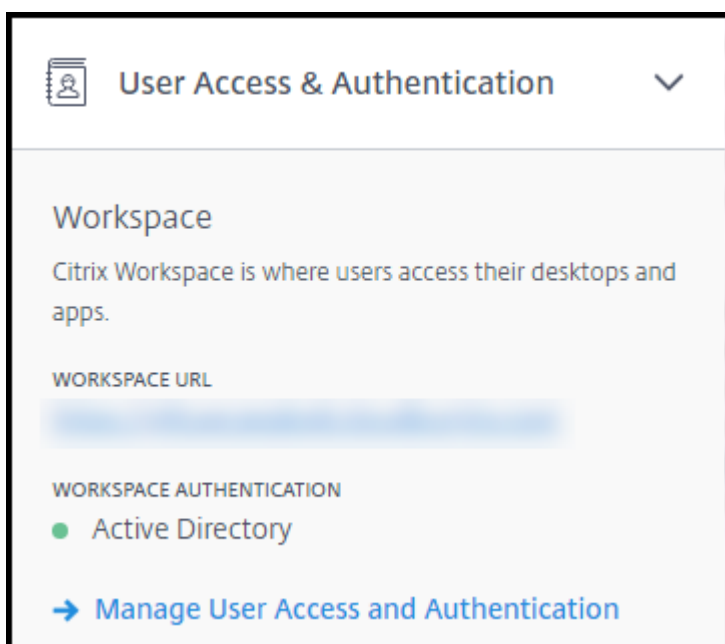 User Access & Authentication
Workspace
Citrix Workspace is where users access their desktops and
apps.
WORKSPACE URL
WORKSPACE AUTHENTICATION
Active Directory
Manage User Access and Authentication